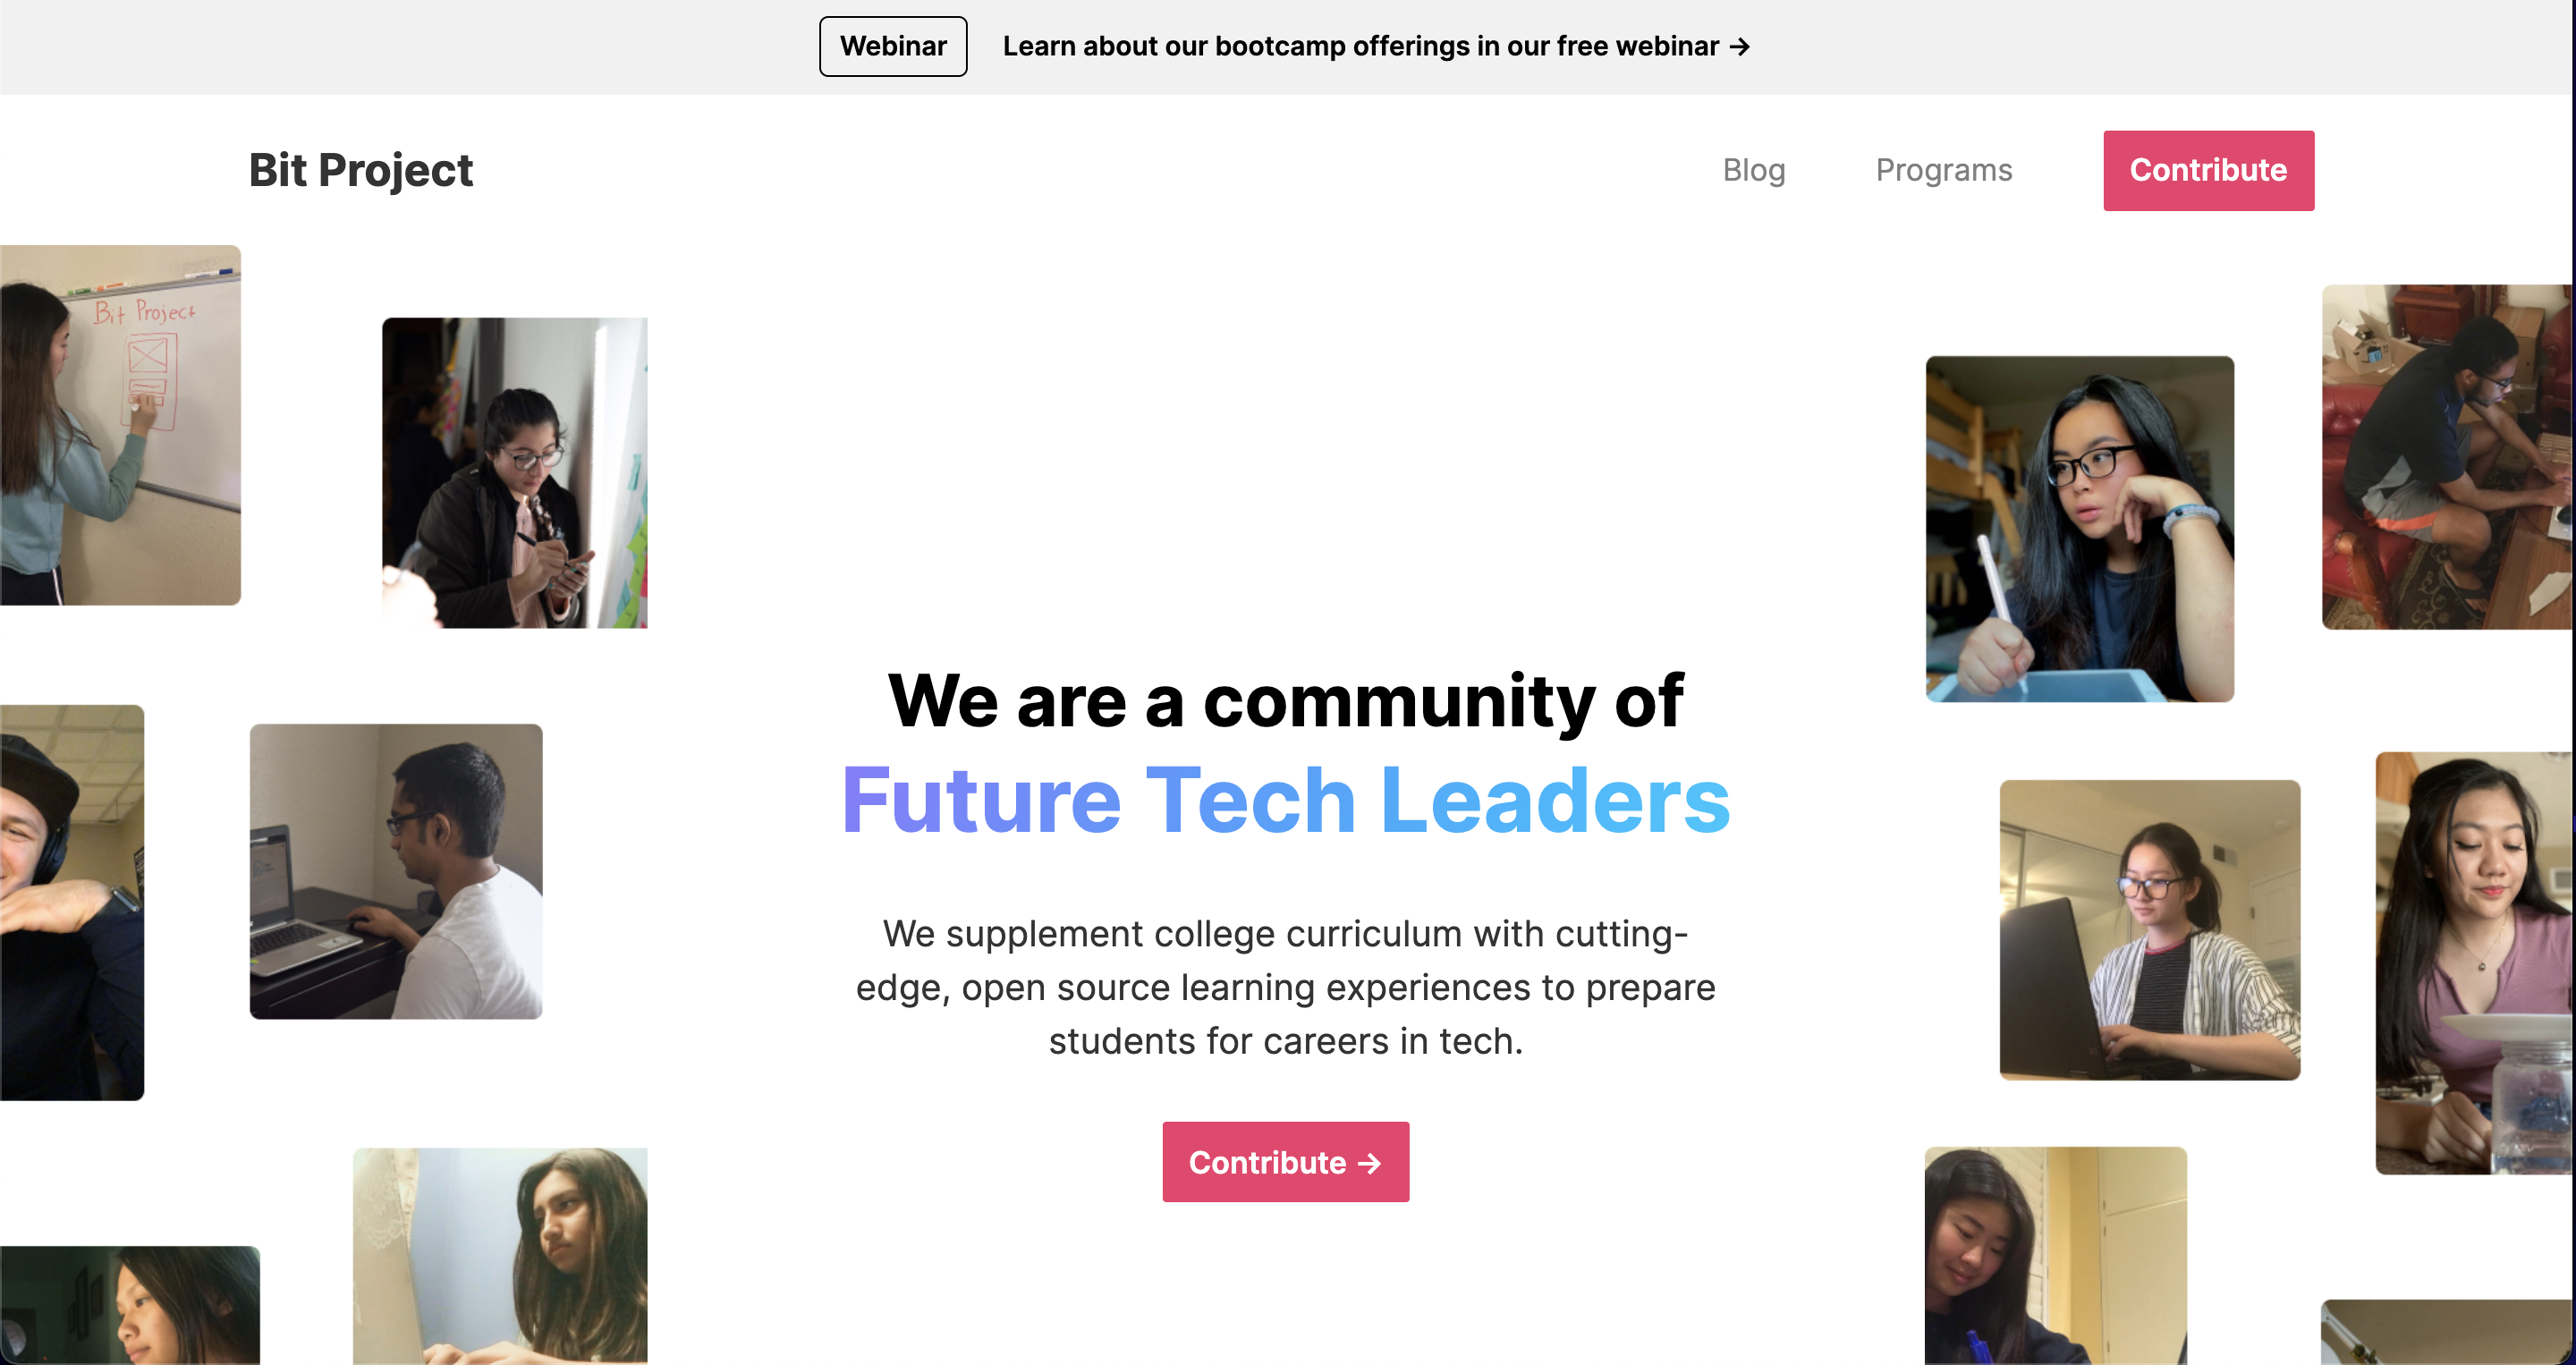 Webinar Learn about our bootcamp offerings in our free webinar →
Bit Project
Blog Programs Contribute
Bit Project
We are a community of
Future Tech Leaders
We supplement college curriculum with cutting-
edge, open source learning experiences to prepare
students for careers in tech.
Contribute →